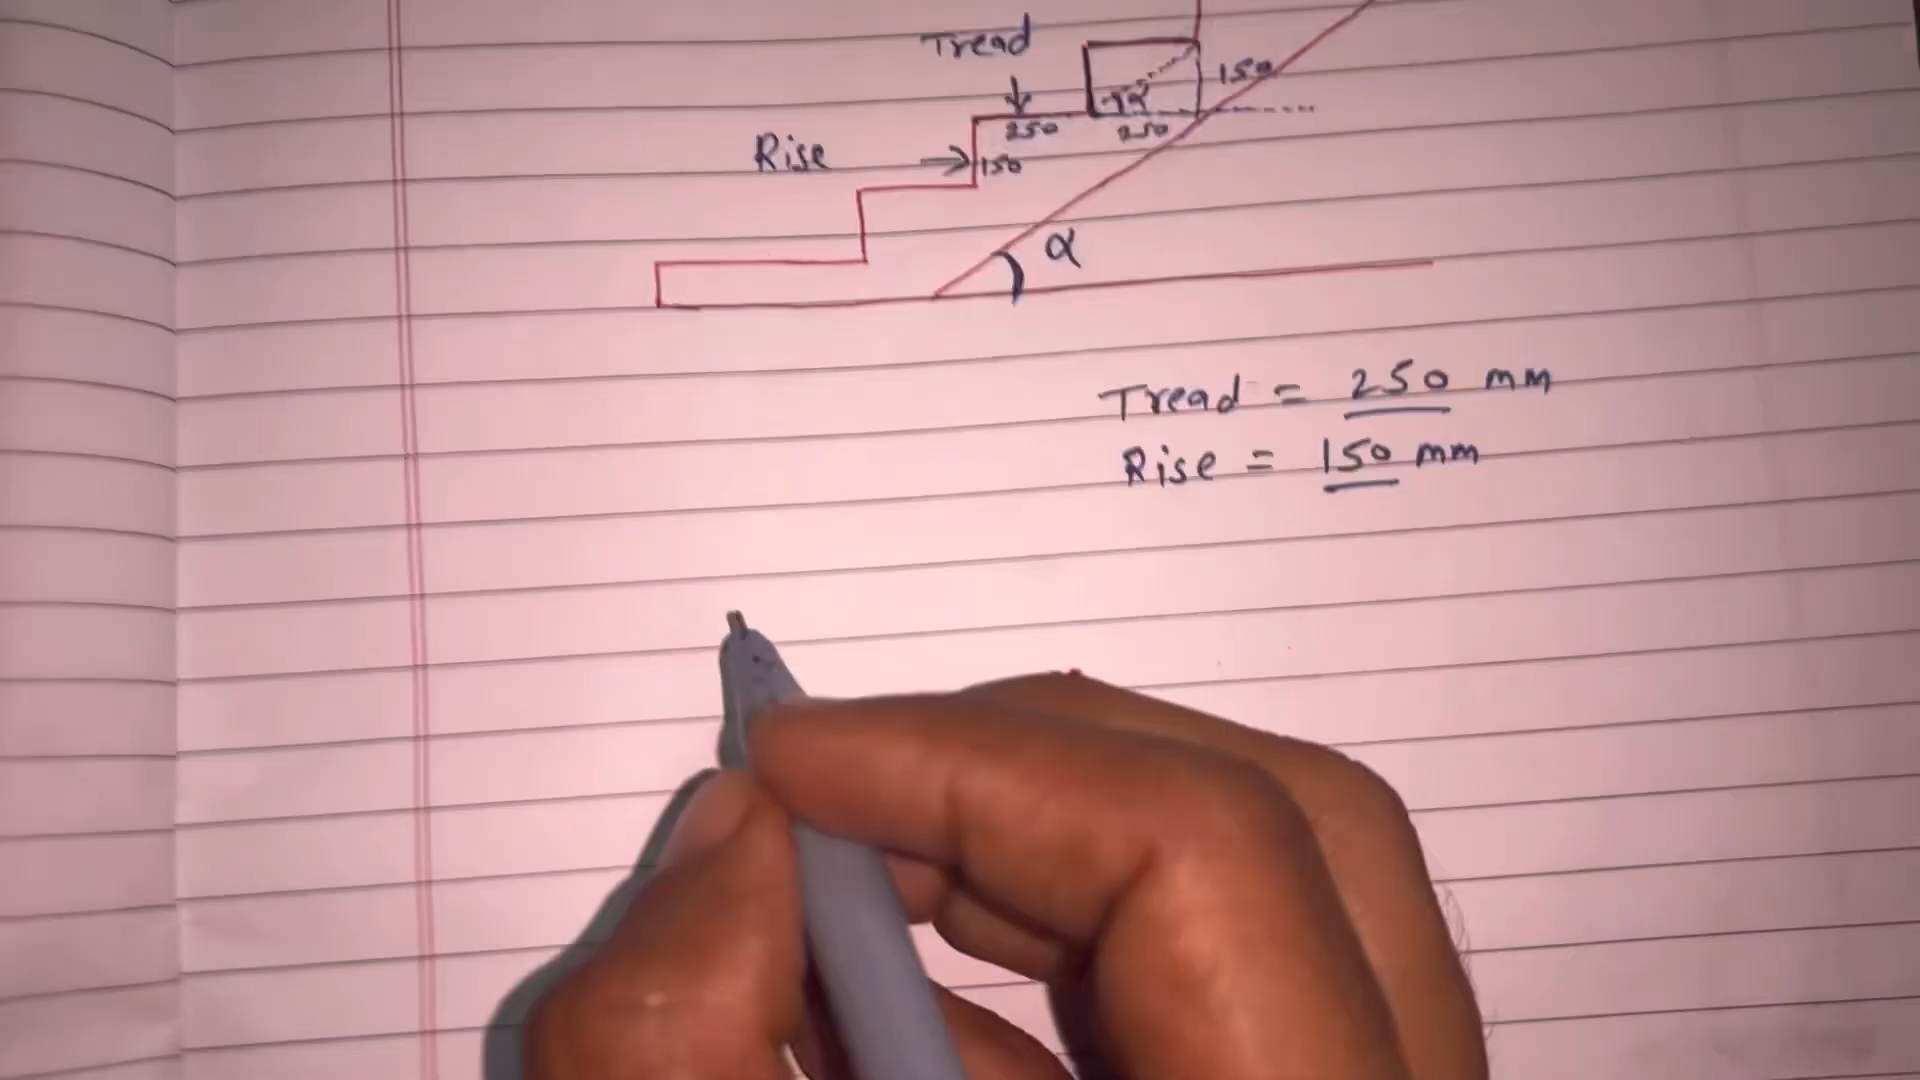 Tread
150
α
250
250
Rise
150
α
Tread = 250 mm
Rise = 150 mm